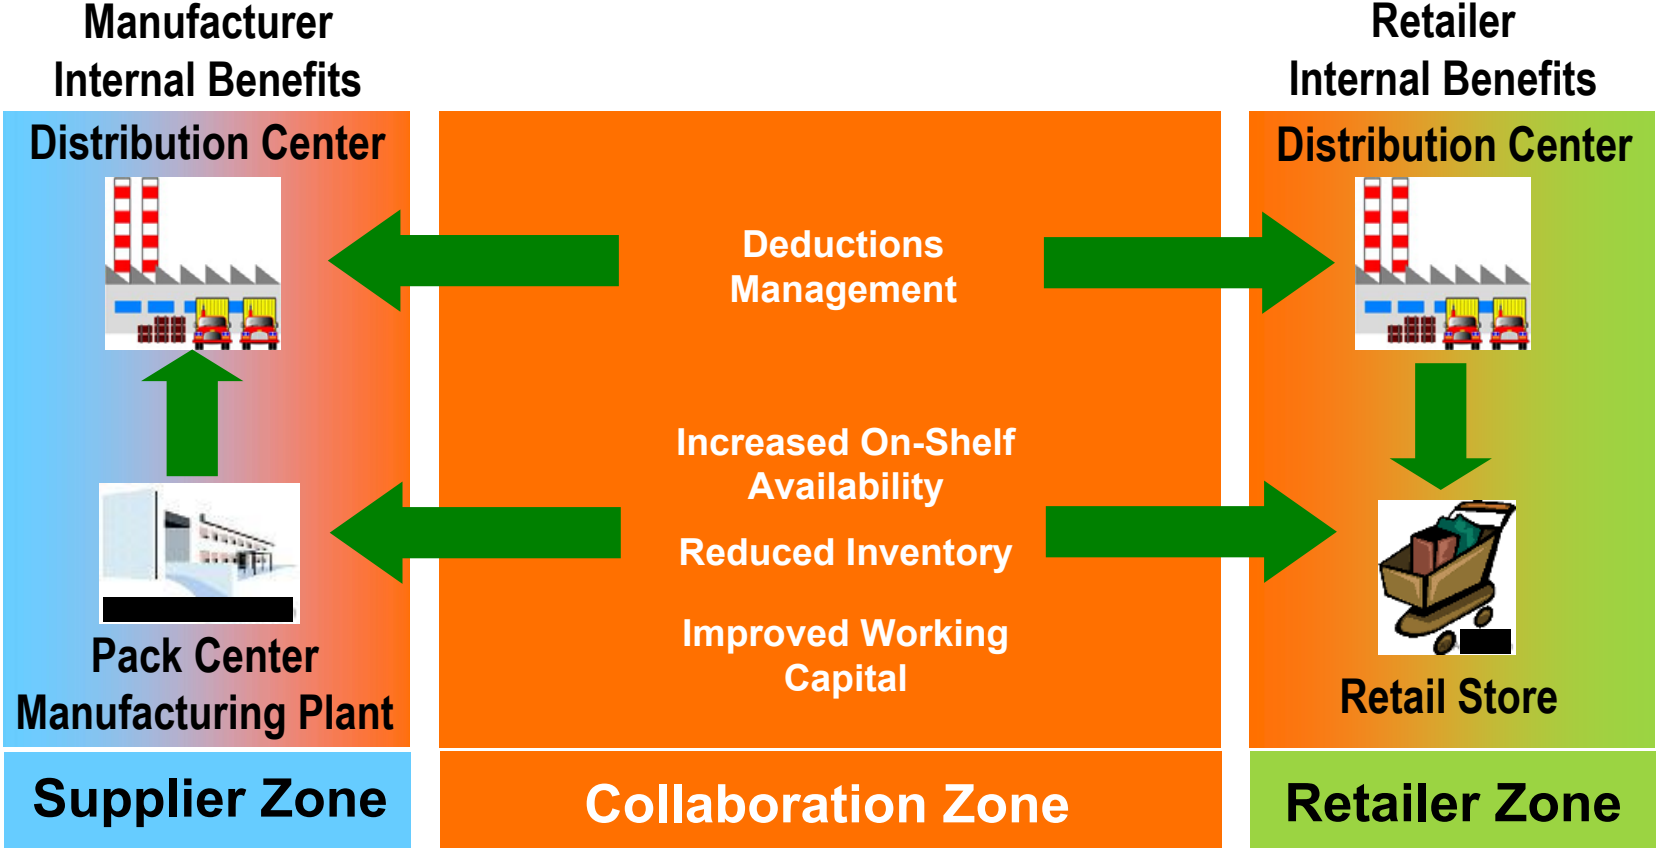 Manufacturer
Internal Benefits
Retailer
Internal Benefits
Distribution Center
Distribution Center
Deductions
Management
Increased On-Shelf
Availability
Reduced Inventory
Improved Working
Capital
Pack Center
Manufacturing Plant
Retail Store
Supplier Zone
Collaboration Zone
Retailer Zone